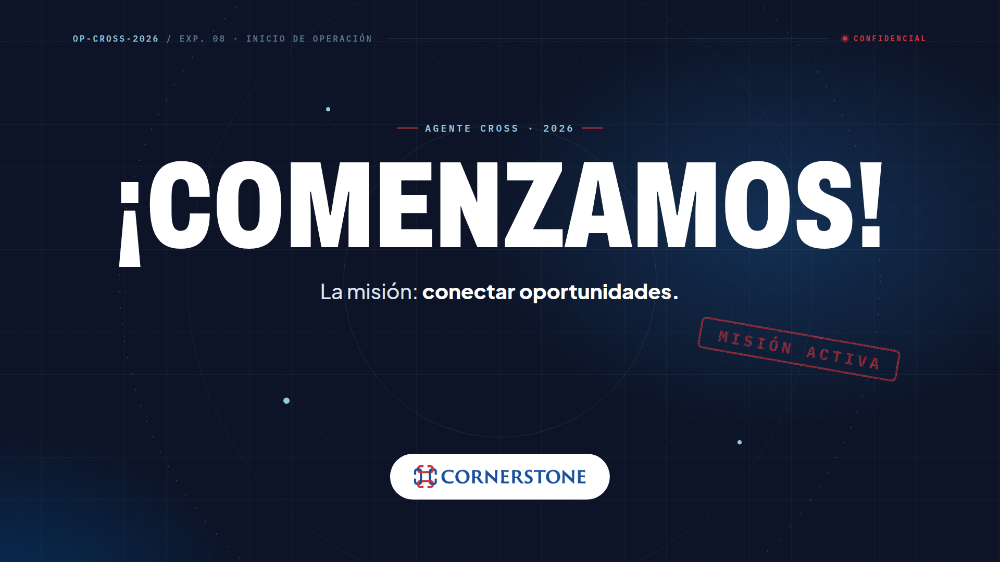 OP-CROSS-2026 / EXP. 08 · INICIO DE OPERACIÓN
CONFIDENCIAL
AGENTE CROSS · 2026
¡COMENZAMOS!
La misión: conectar oportunidades.
MISIÓN ACTIVA
CORNERSTONE